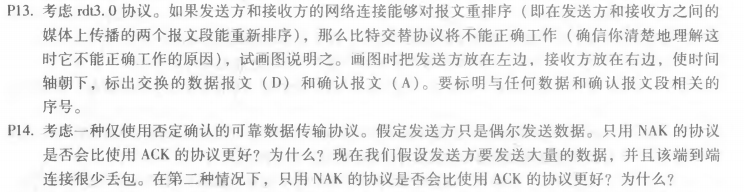 P13. 考虑 rdt3.0 协议。如果发送方和接收方的网络连接能够对报文重排序（即在发送方和接收方之间的
媒体上传播的两个报文段能重新排序），那么比特交替协议将不能正确工作（确信你清楚地理解这
时它不能正确工作的原因），试画图说明之。画图时把发送方放在左边，接收方放在右边，使时间
轴朝下，标出交换的数据报文（D）和确认报文（A）。要标明与任何数据和确认报文段相关的
序号。
P14. 考虑一种仅使用否定确认的可靠数据传输协议。假定发送方只是偶尔发送数据。只用 NAK 的协议
是否会比使用 ACK 的协议更好？为什么？现在我们假设发送方要发送大量的数据，并且该端到端
连接很少丢包。在第二种情况下，只用 NAK 的协议是否会比使用 ACK 的协议更好？为什么？